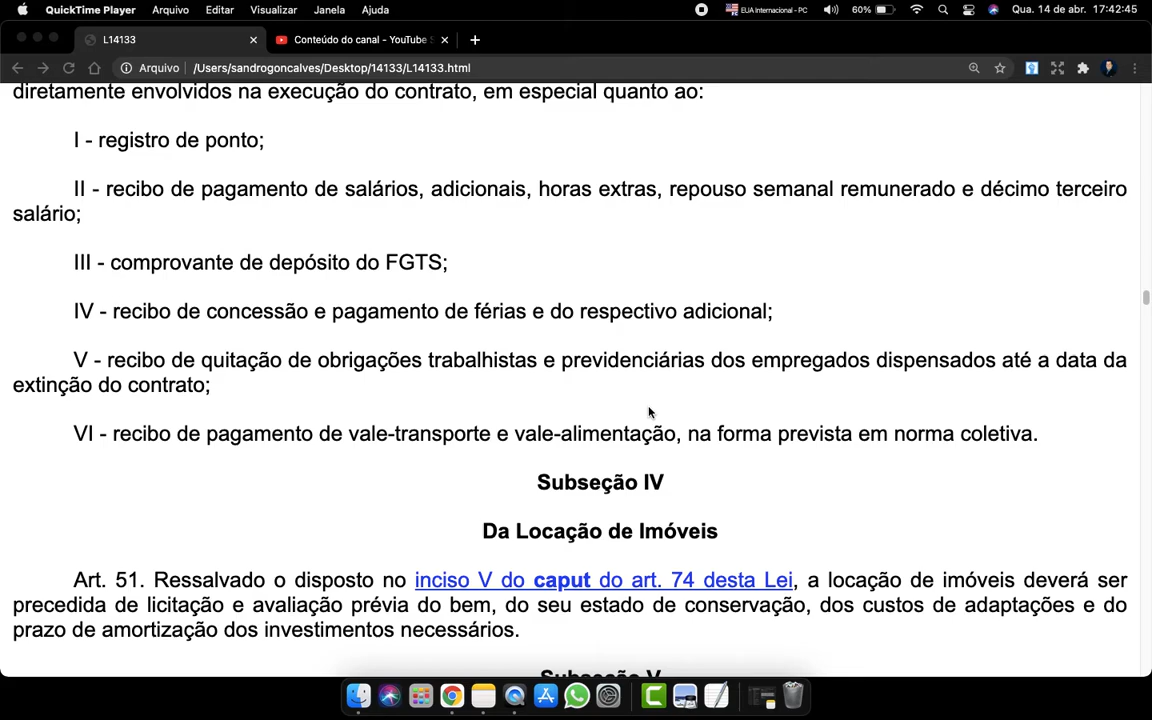 QuickTime Player Arquivo Editar Visualizar Janela Ajuda EUA Internacional - PC 60% Qua. 14 de abr. 17:42:45
L14133 Conteúdo do canal - YouTube
Arquivo /Users/sandrogoncalves/Desktop/14133/L14133.html
diretamente envolvidos na execução do contrato, em especial quanto ao:
I - registro de ponto;
II - recibo de pagamento de salários, adicionais, horas extras, repouso semanal remunerado e décimo terceiro
salário;
III - comprovante de depósito do FGTS;
IV - recibo de concessão e pagamento de férias e do respectivo adicional;
V - recibo de quitação de obrigações trabalhistas e previdenciárias dos empregados dispensados até a data da
extinção do contrato;
VI - recibo de pagamento de vale-transporte e vale-alimentação, na forma prevista em norma coletiva.
Subseção IV
Da Locação de Imóveis
Art. 51. Ressalvado o disposto no inciso V do caput do art. 74 desta Lei, a locação de imóveis deverá ser
precedida de licitação e avaliação prévia do bem, do seu estado de conservação, dos custos de adaptações e do
prazo de amortização dos investimentos necessários.
Subseção V